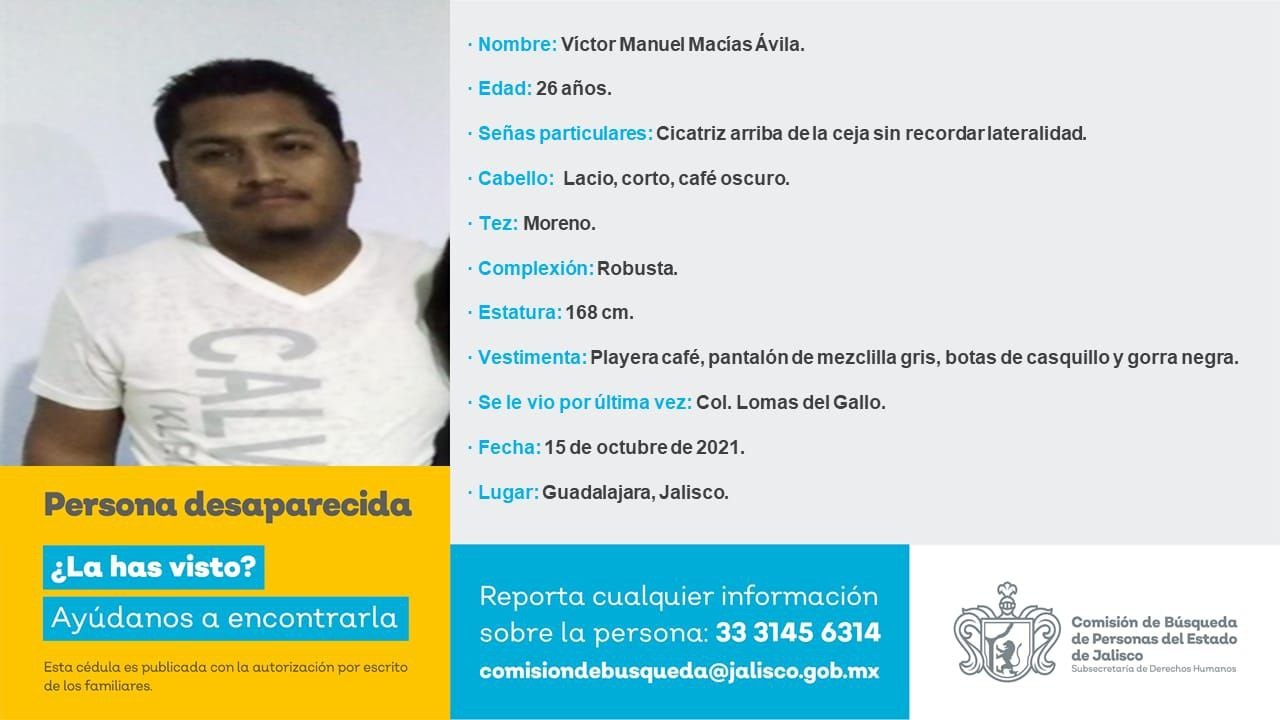 · Nombre: Víctor Manuel Macías Ávila.
· Edad: 26 años.
· Señas particulares: Cicatriz arriba de la ceja sin recordar lateralidad.
· Cabello: Lacio, corto, café oscuro.
· Tez: Moreno.
· Complexión: Robusta.
· Estatura: 168 cm.
· Vestimenta: Playera café, pantalón de mezclilla gris, botas de casquillo y gorra negra.
· Se le vio por última vez: Col. Lomas del Gallo.
· Fecha: 15 de octubre de 2021.
· Lugar: Guadalajara, Jalisco.
CALV
Persona desaparecida
¿La has visto?
Ayúdanos a encontrarla
Esta cédula es publicada con la autorización por escrito
de los familiares.
Reporta cualquier información
sobre la persona: 33 3145 6314
comisiondebusqueda@jalisco.gob.mx
Comisión de Búsqueda
de Personas del Estado
de Jalisco
Subsecretaría de Derechos Humanos